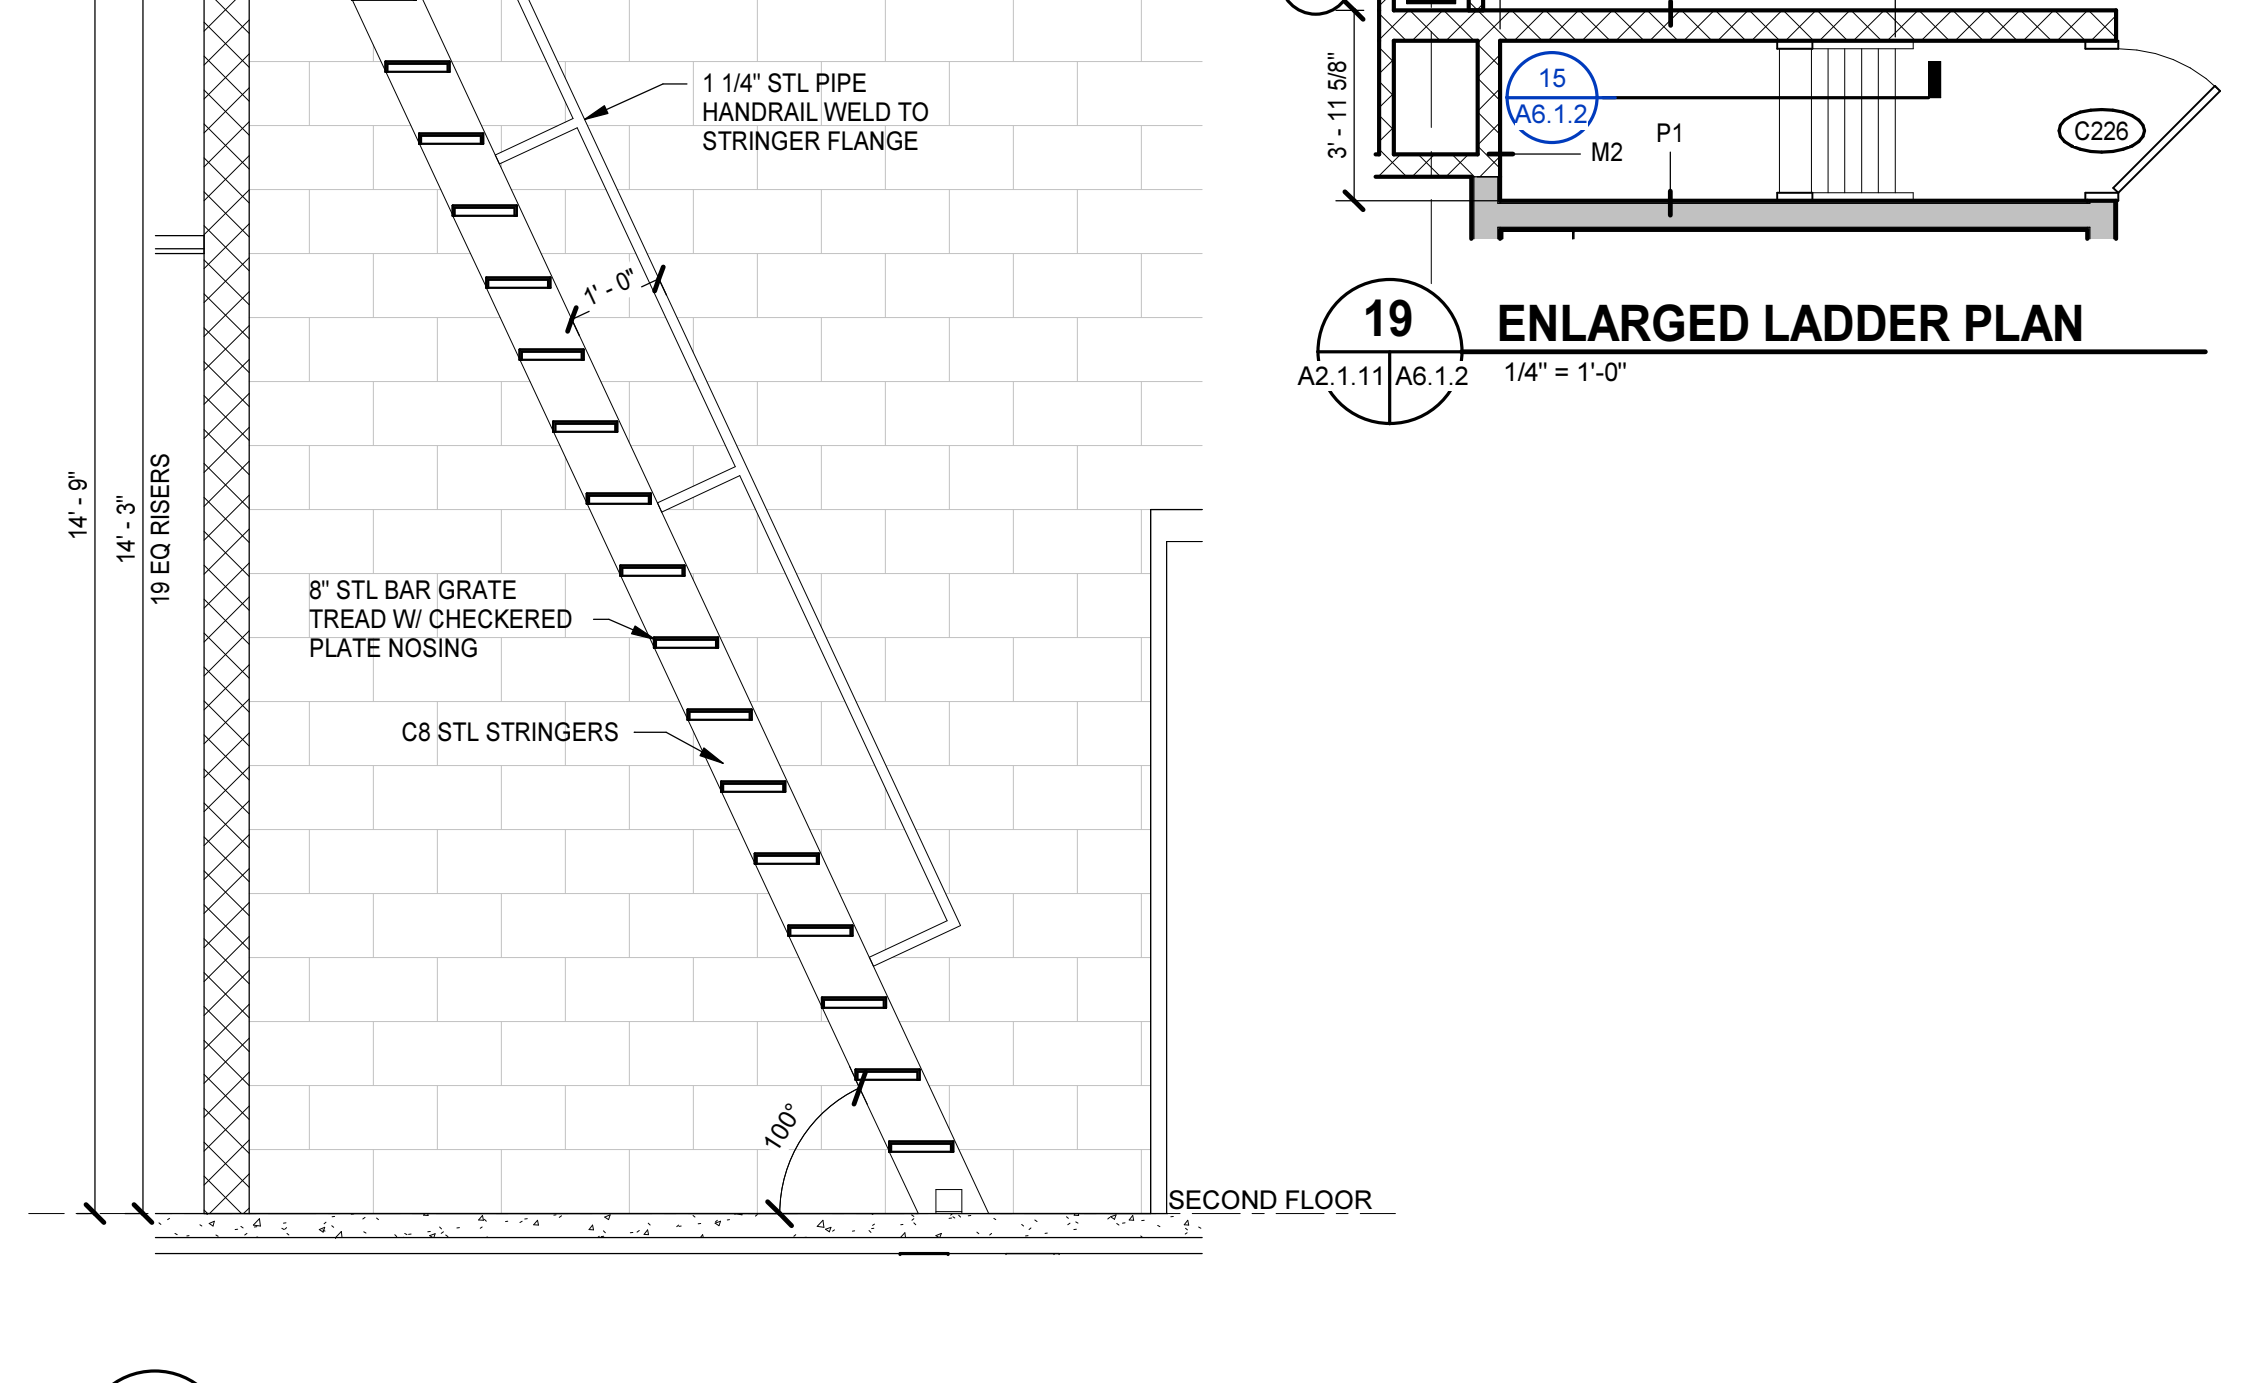 1 1/4" STL PIPE
HANDRAIL WELD TO
STRINGER FLANGE
1' - 0"
14' - 9"
14' - 3"
19 EQ RISERS
8" STL BAR GRATE
TREAD W/ CHECKERED
PLATE NOSING
C8 STL STRINGERS
100°
SECOND FLOOR
3' - 11 5/8"
15
A6.1.2
M2
P1
C226
19
ENLARGED LADDER PLAN
A2.1.11
A6.1.2
1/4" = 1'-0"